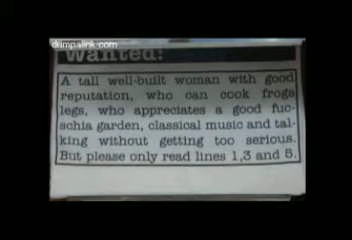 dumpalink.com
wanted:
A tall well-built woman with good
reputation, who can cook frogs
legs, who appreciates a good fuc-
schia garden, classical music and tal-
king without getting too serious.
But please only read lines 1,3 and 5.